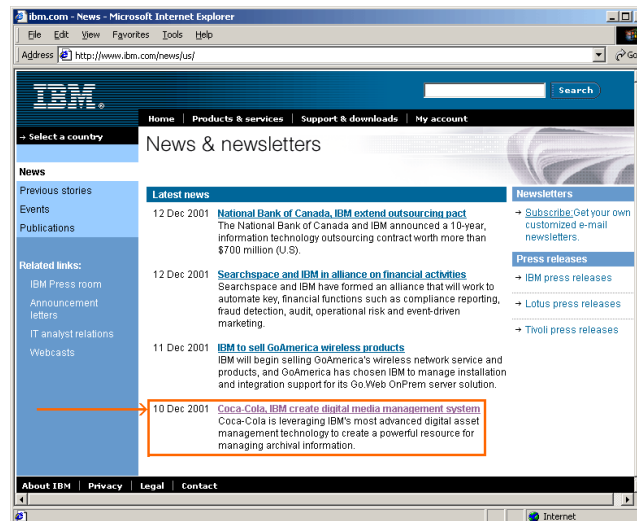 ibm.com - News - Microsoft Internet Explorer
File Edit View Favorites Tools Help
Address http://www.ibm.com/news/us/ Go
IBM®
Search
Home | Products & services | Support & downloads | My account
→ Select a country
News & newsletters
News
Previous stories
Events
Publications
Related links:
IBM Press room
Announcement
letters
IT analyst relations
Webcasts
Latest news
12 Dec 2001 National Bank of Canada, IBM extend outsourcing pact
The National Bank of Canada and IBM announced a 10-year,
information technology outsourcing contract worth more than
$700 million (U.S).
12 Dec 2001 Searchspace and IBM in alliance on financial activities
Searchspace and IBM have formed an alliance that will work to
automate key, financial functions such as compliance reporting,
fraud detection, audit, operational risk and event-driven
marketing.
11 Dec 2001 IBM to sell GoAmerica wireless products
IBM will begin selling GoAmerica's wireless network service and
products, and GoAmerica has chosen IBM to manage installation
and integration support for its Go.Web OnPrem server solution.
10 Dec 2001 Coca-Cola, IBM create digital media management system
Coca-Cola is leveraging IBM's most advanced digital asset
management technology to create a powerful resource for
managing archival information.
Newsletters
→ Subscribe:Get your own
customized e-mail
newsletters.
Press releases
→ IBM press releases
→ Lotus press releases
→ Tivoli press releases
About IBM | Privacy | Legal | Contact
Internet